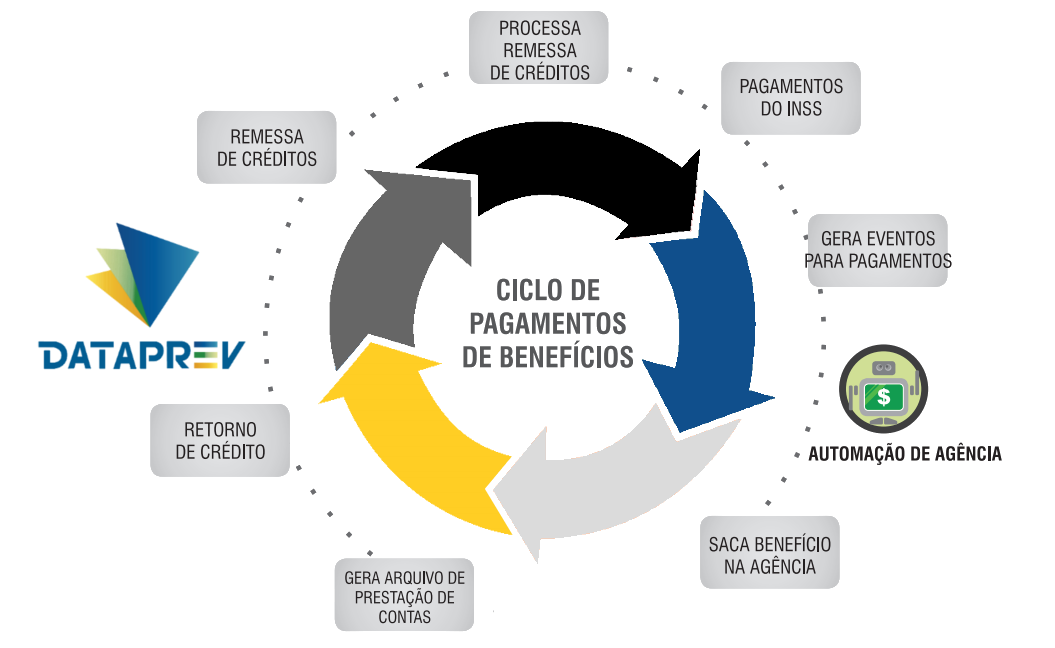 PROCESSA
REMESSA
DE CRÉDITOS
PAGAMENTOS
DO INSS
REMESSA
DE CRÉDITOS
GERA EVENTOS
PARA PAGAMENTOS
CICLO DE
PAGAMENTOS
DE BENEFÍCIOS
DATAPREV
$
AUTOMAÇÃO DE AGÊNCIA
RETORNO
DE CRÉDITO
SACA BENEFÍCIO
NA AGÊNCIA
GERA ARQUIVO DE
PRESTAÇÃO DE
CONTAS